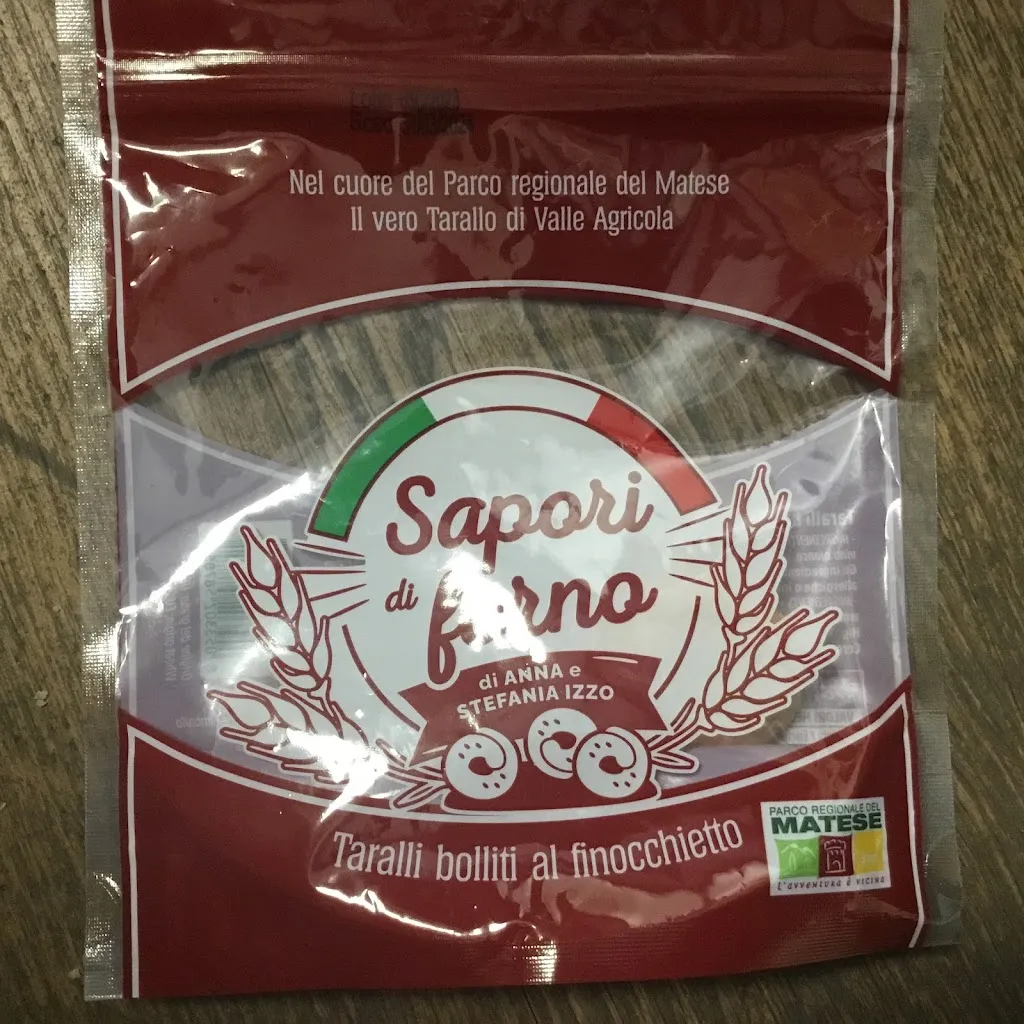 Nel cuore del Parco regionale del Matese
Il vero Tarallo di Valle Agricola
Sapori
di forno
di ANNA e
STEFANIA IZZO
Taralli bolliti al finocchietto
PARCO REGIONALE DEL
MATESE
L'AVVENTURA È VICINA